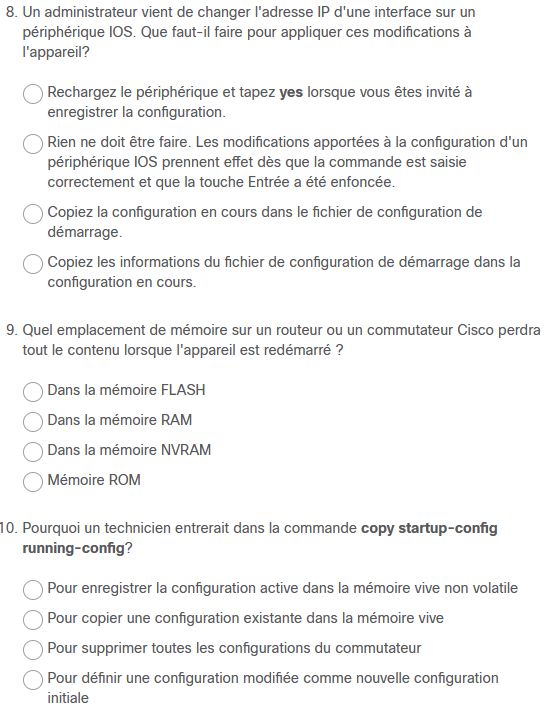 8. Un administrateur vient de changer l'adresse IP d'une interface sur un
périphérique IOS. Que faut-il faire pour appliquer ces modifications à
l'appareil?
Rechargez le périphérique et tapez yes lorsque vous êtes invité à
enregistrer la configuration.
Rien ne doit être faire. Les modifications apportées à la configuration d'un
périphérique IOS prennent effet dès que la commande est saisie
correctement et que la touche Entrée a été enfoncée.
Copiez la configuration en cours dans le fichier de configuration de
démarrage.
Copiez les informations du fichier de configuration de démarrage dans la
configuration en cours.
9. Quel emplacement de mémoire sur un routeur ou un commutateur Cisco perdra
tout le contenu lorsque l'appareil est redémarré ?
Dans la mémoire FLASH
Dans la mémoire RAM
Dans la mémoire NVRAM
Mémoire ROM
10. Pourquoi un technicien entrerait dans la commande copy startup-config
running-config?
Pour enregistrer la configuration active dans la mémoire vive non volatile
Pour copier une configuration existante dans la mémoire vive
Pour supprimer toutes les configurations du commutateur
Pour définir une configuration modifiée comme nouvelle configuration
initiale